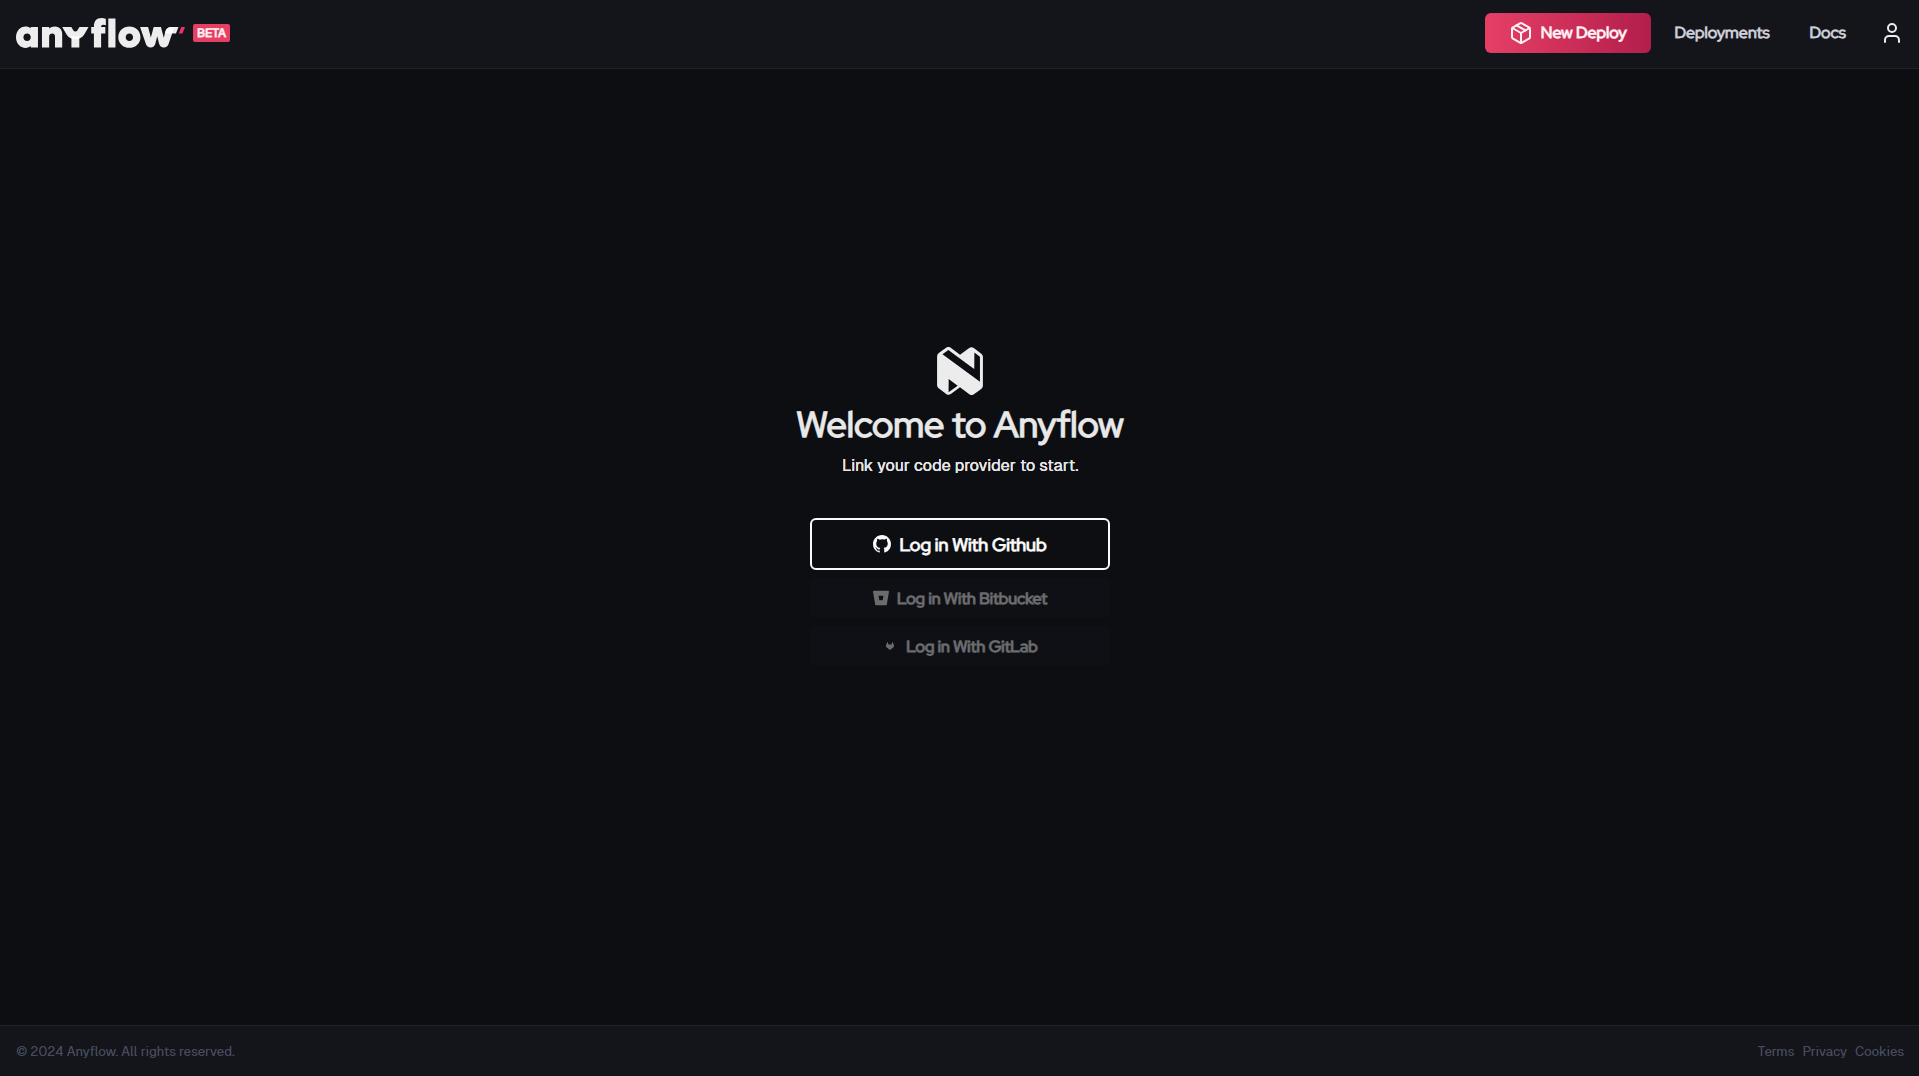 anyflow BETA
New Deploy
Deployments
Docs
Welcome to Anyflow
Link your code provider to start.
Log in With Github
Log in With Bitbucket
Log in With GitLab
© 2024 Anyflow. All rights reserved.
Terms Privacy Cookies